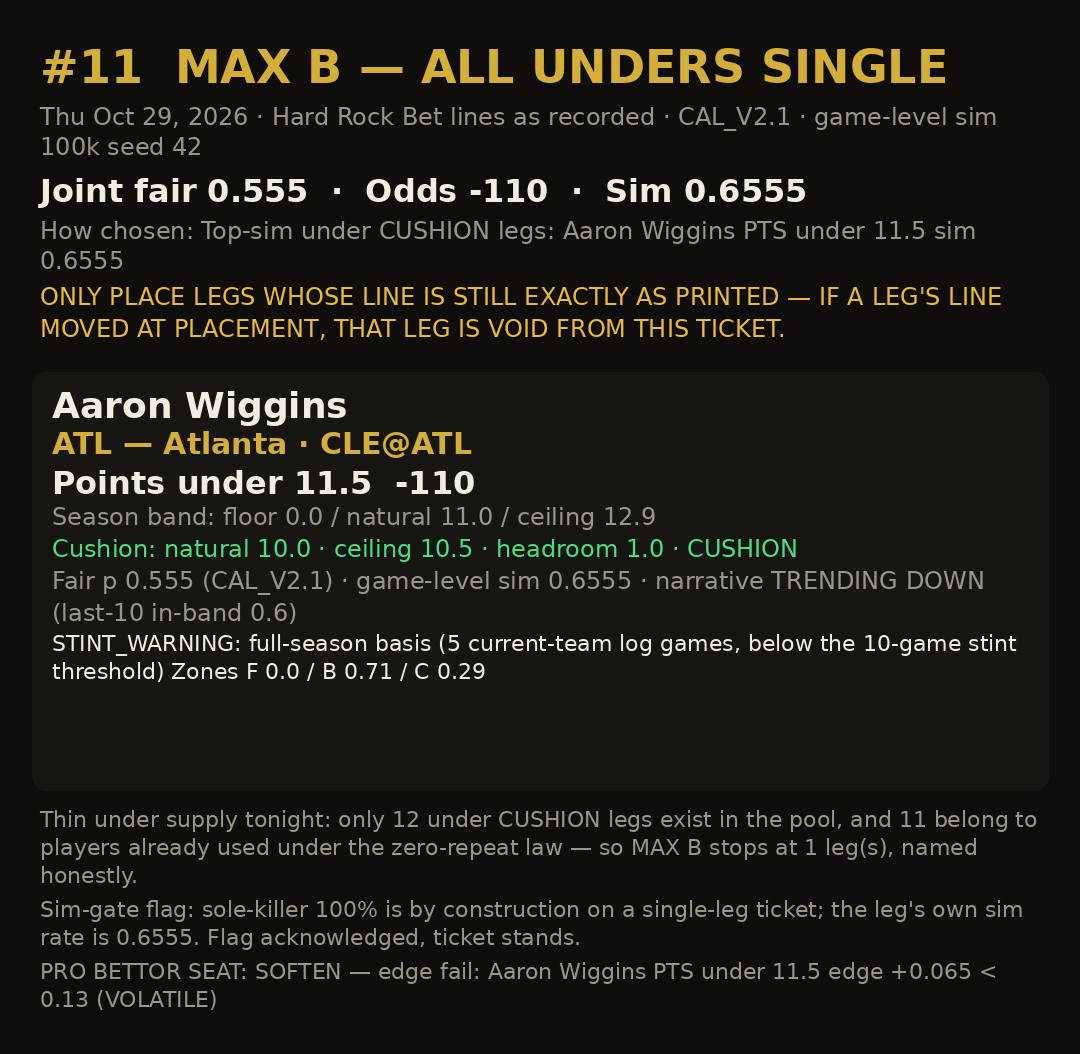 #11  MAX B — ALL UNDERS SINGLE
Thu Oct 29, 2026 · Hard Rock Bet lines as recorded · CAL_V2.1 · game-level sim
100k seed 42
Joint fair 0.555  ·  Odds -110  ·  Sim 0.6555
How chosen: Top-sim under CUSHION legs: Aaron Wiggins PTS under 11.5 sim
0.6555
ONLY PLACE LEGS WHOSE LINE IS STILL EXACTLY AS PRINTED — IF A LEG'S LINE
MOVED AT PLACEMENT, THAT LEG IS VOID FROM THIS TICKET.
Aaron Wiggins
ATL — Atlanta · CLE@ATL
Points under 11.5  -110
Season band: floor 0.0 / natural 11.0 / ceiling 12.9
Cushion: natural 10.0 · ceiling 10.5 · headroom 1.0 · CUSHION
Fair p 0.555 (CAL_V2.1) · game-level sim 0.6555 · narrative TRENDING DOWN
(last-10 in-band 0.6)
STINT_WARNING: full-season basis (5 current-team log games, below the 10-game stint
threshold) Zones F 0.0 / B 0.71 / C 0.29
Thin under supply tonight: only 12 under CUSHION legs exist in the pool, and 11 belong to
players already used under the zero-repeat law — so MAX B stops at 1 leg(s), named
honestly.
Sim-gate flag: sole-killer 100% is by construction on a single-leg ticket; the leg's own sim
rate is 0.6555. Flag acknowledged, ticket stands.
PRO BETTOR SEAT: SOFTEN — edge fail: Aaron Wiggins PTS under 11.5 edge +0.065 <
0.13 (VOLATILE)